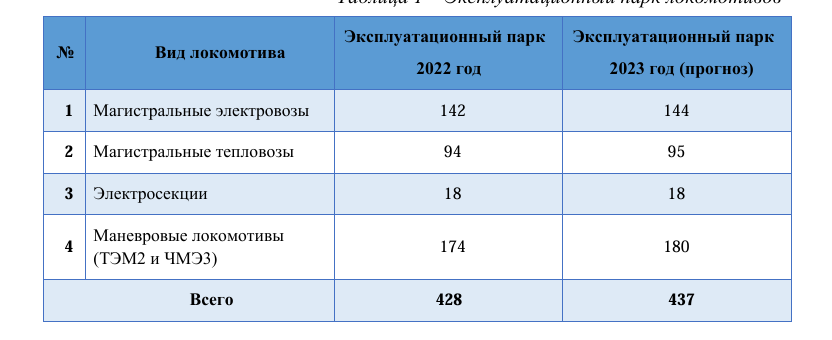 Таблица 1 – Эксплуатационный парк локомотивов
№ Вид локомотива Эксплуатационный парк 2022 год Эксплуатационный парк 2023 год (прогноз)
1 Магистральные электровозы 142 144
2 Магистральные тепловозы 94 95
3 Электросекции 18 18
4 Маневровые локомотивы (ТЭМ2 и ЧМЭ3) 174 180
Всего 428 437